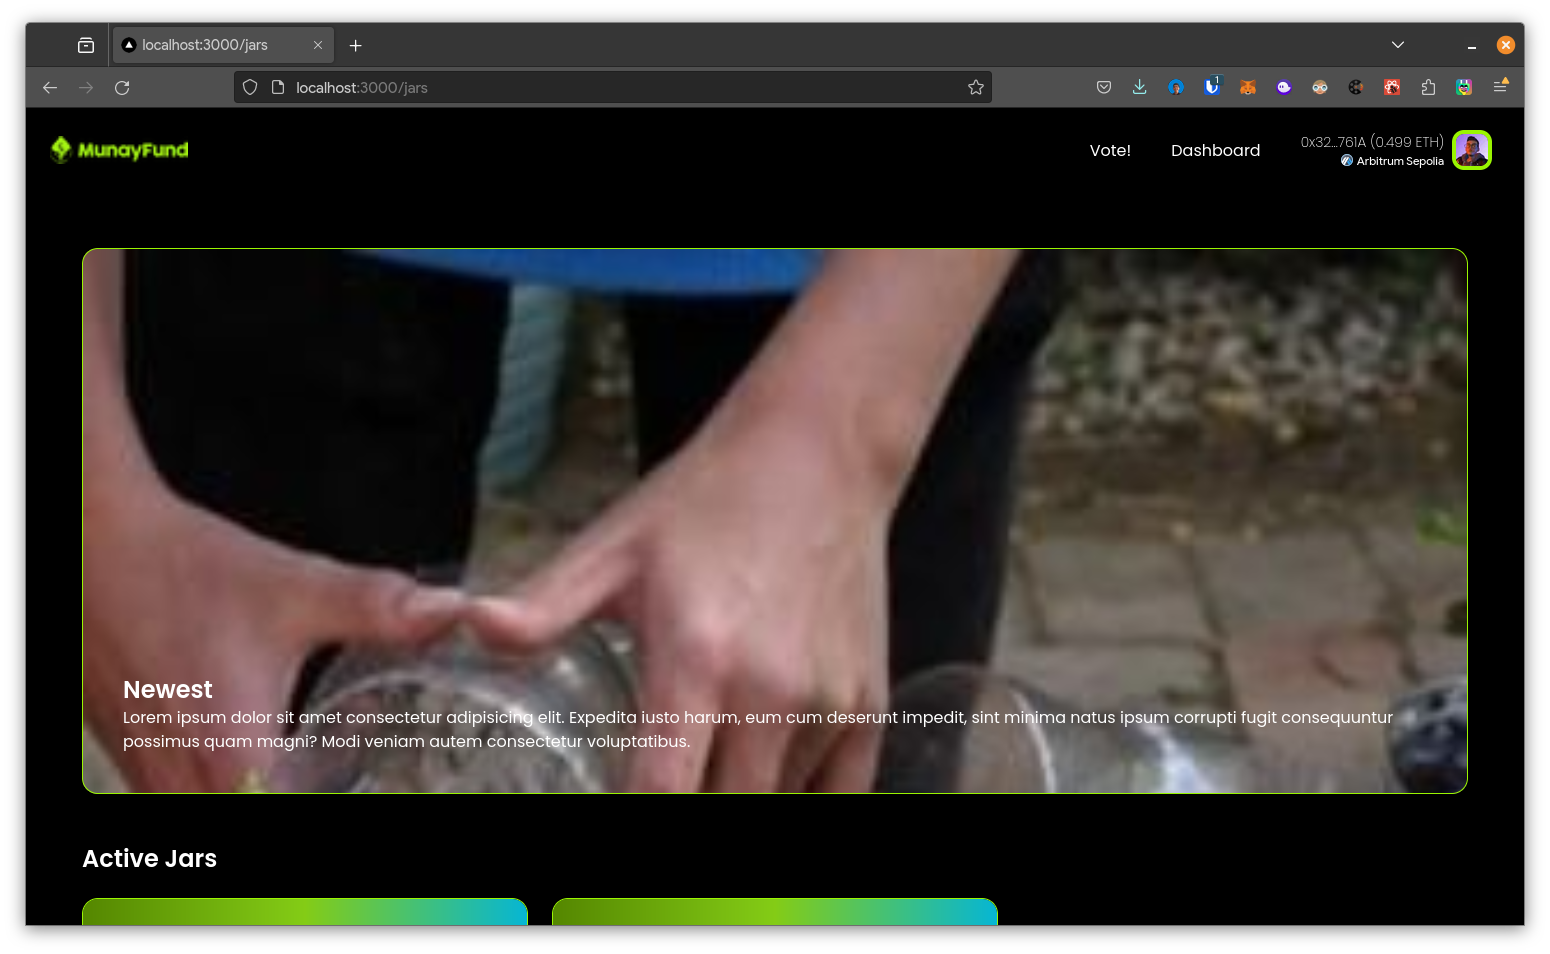 localhost:3000/jars
localhost:3000/jars
1
MunayFund
Vote!
Dashboard
0x32...761A (0.499 ETH)
Arbitrum Sepolia
Newest
Lorem ipsum dolor sit amet consectetur adipisicing elit. Expedita iusto harum, eum cum deserunt impedit, sint minima natus ipsum corrupti fugit consequuntur
possimus quam magni? Modi veniam autem consectetur voluptatibus.
Active Jars